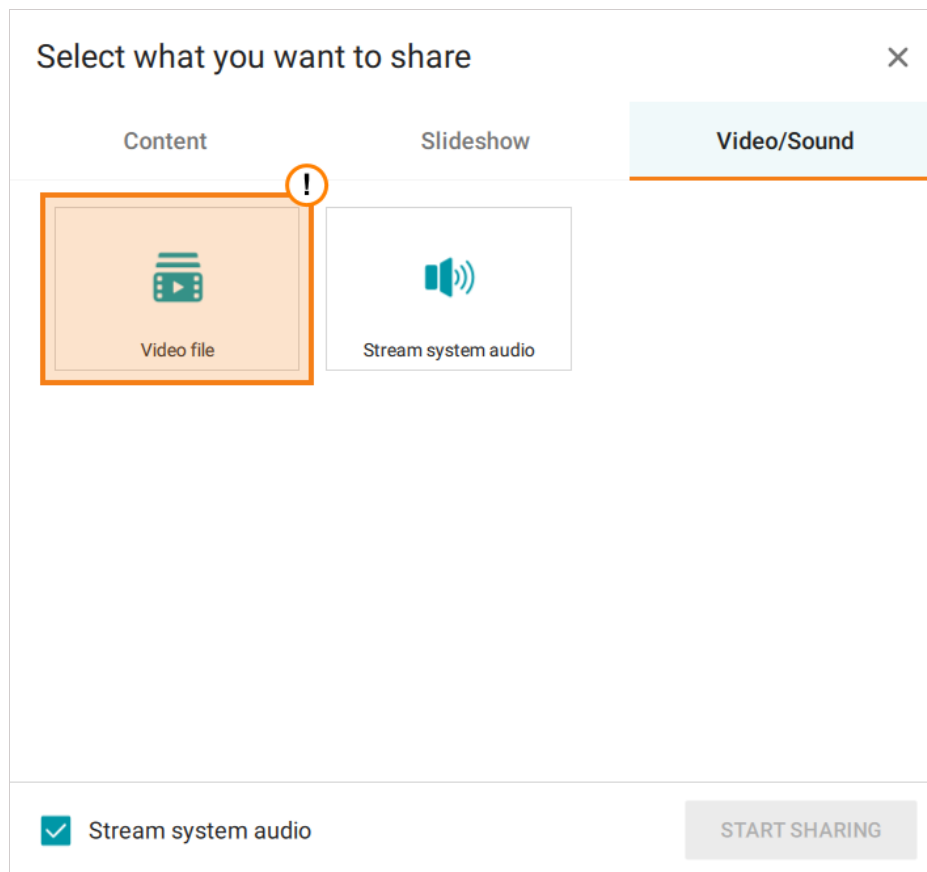 Select what you want to share
Content Slideshow Video/Sound
!
Video file Stream system audio
Stream system audio START SHARING